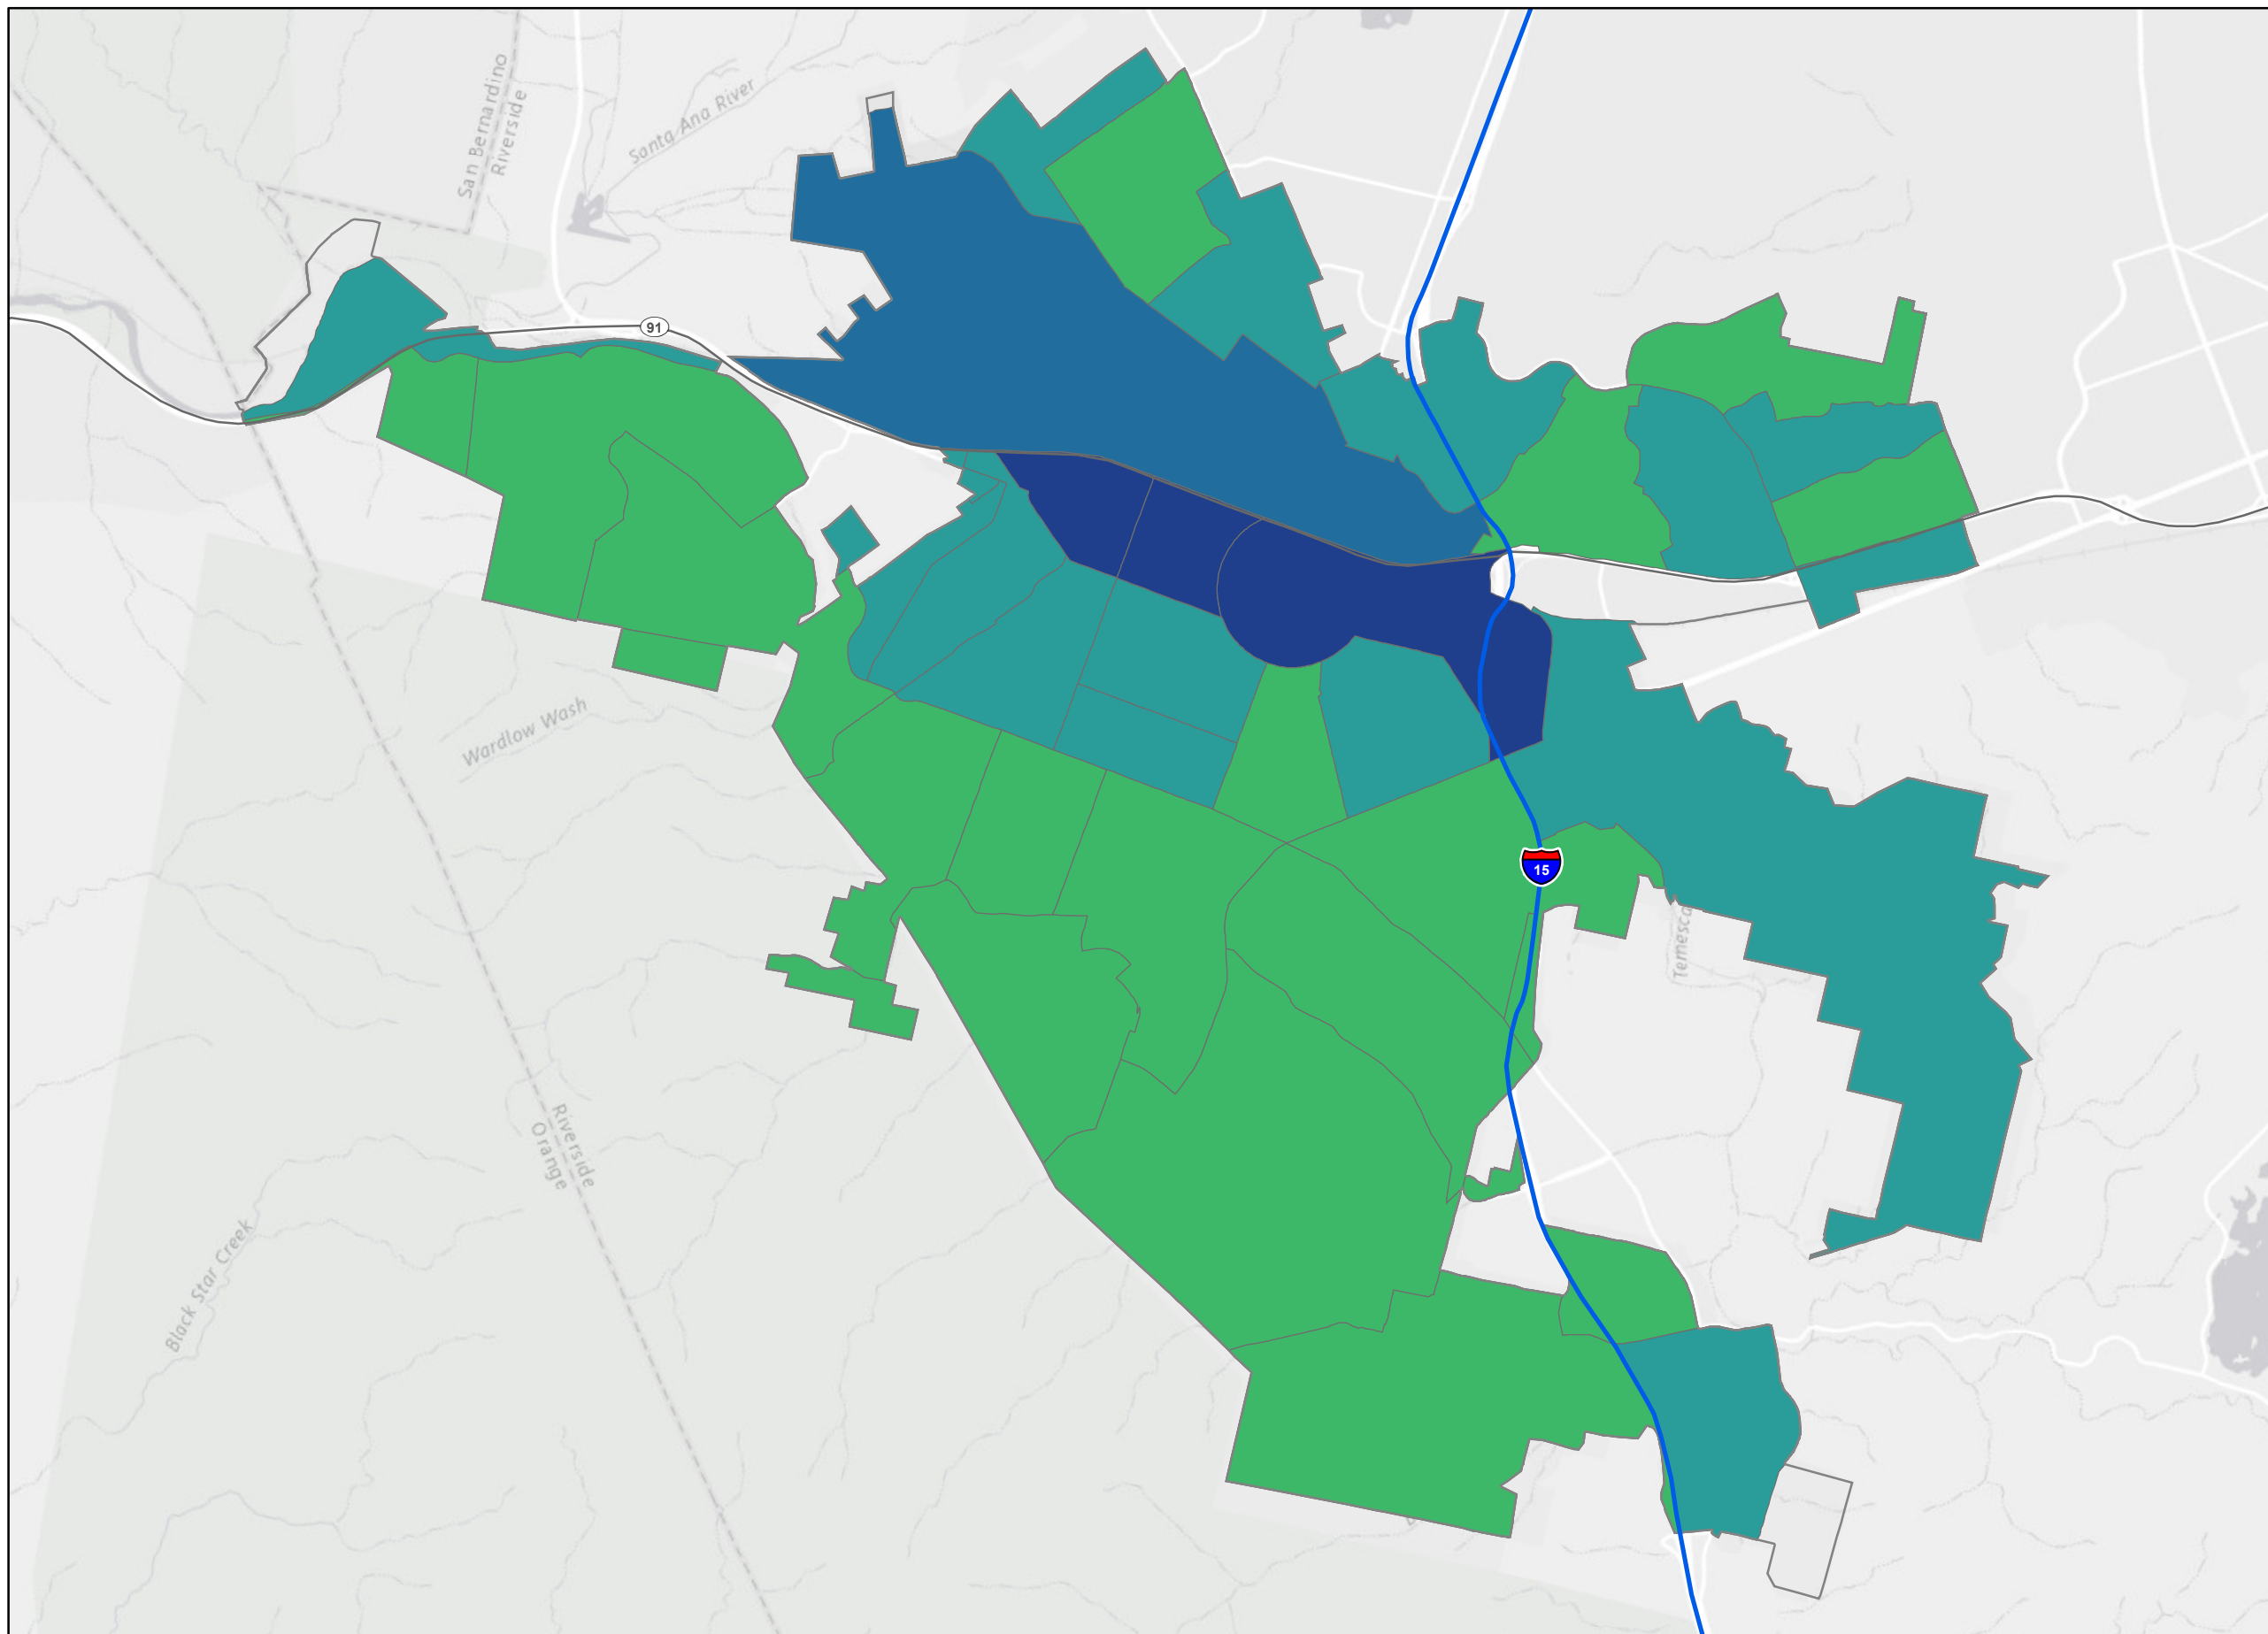 San Bernardino
Riverside
Santa Ana River
91
Wardlow Wash
15
Temesca
Riverside
Orange
Black Star Creek